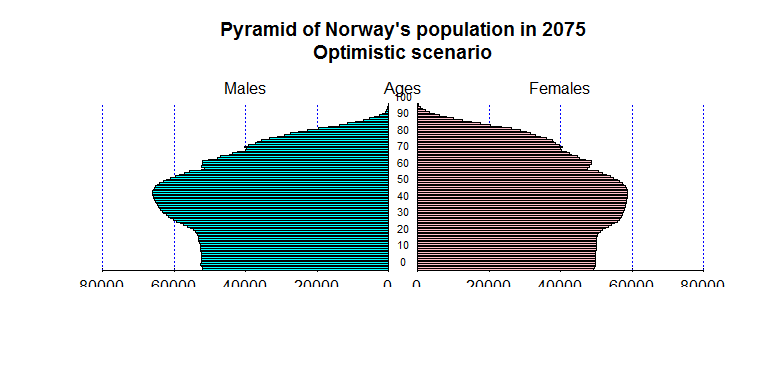 Pyramid of Norway's population in 2075
Optimistic scenario
Males Ages Females
100
90
80
70
60
50
40
30
20
10
0
80000 60000 40000 20000 0 0 20000 40000 60000 80000